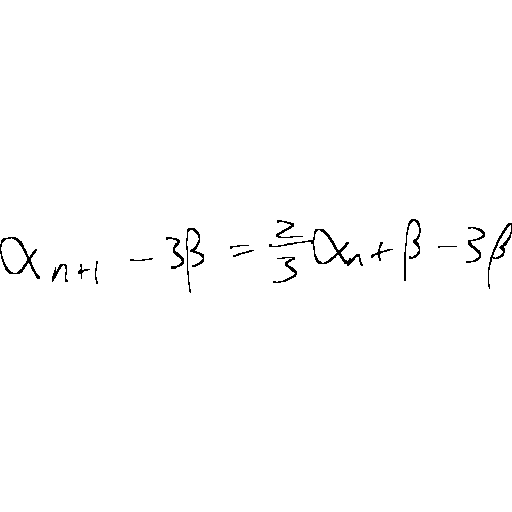 α_{n+1} - 3β = \frac{2}{3}α_n + β - 3β